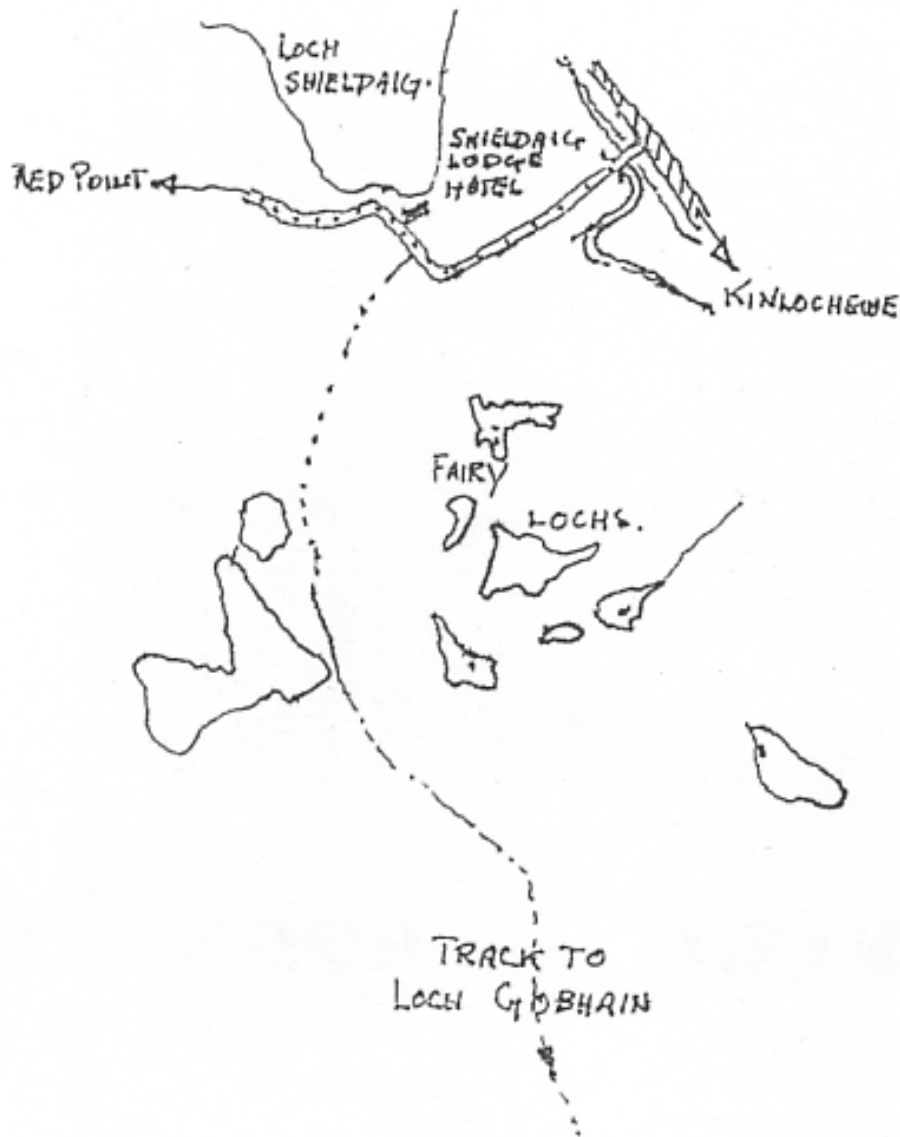 LOCH
SHIELDAIG.
SHIELDAIG
LODGE
HOTEL
RED POINT
KINLOCHEWE
FAIRY
LOCHS.
TRACK TO
LOCH GOBHAIN